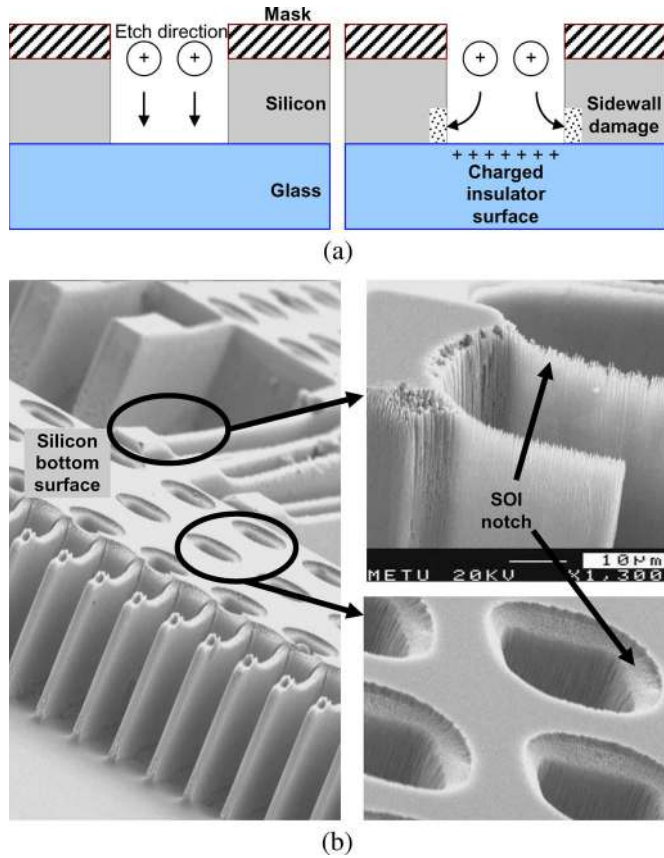 Mask
Etch direction
+ +
+ +
Silicon
Sidewall
damage
+ + + + + + +
Charged
insulator
surface
Glass
(a)
Silicon
bottom
surface
SOI
notch
10μm
METU 20KV X1,300
(b)